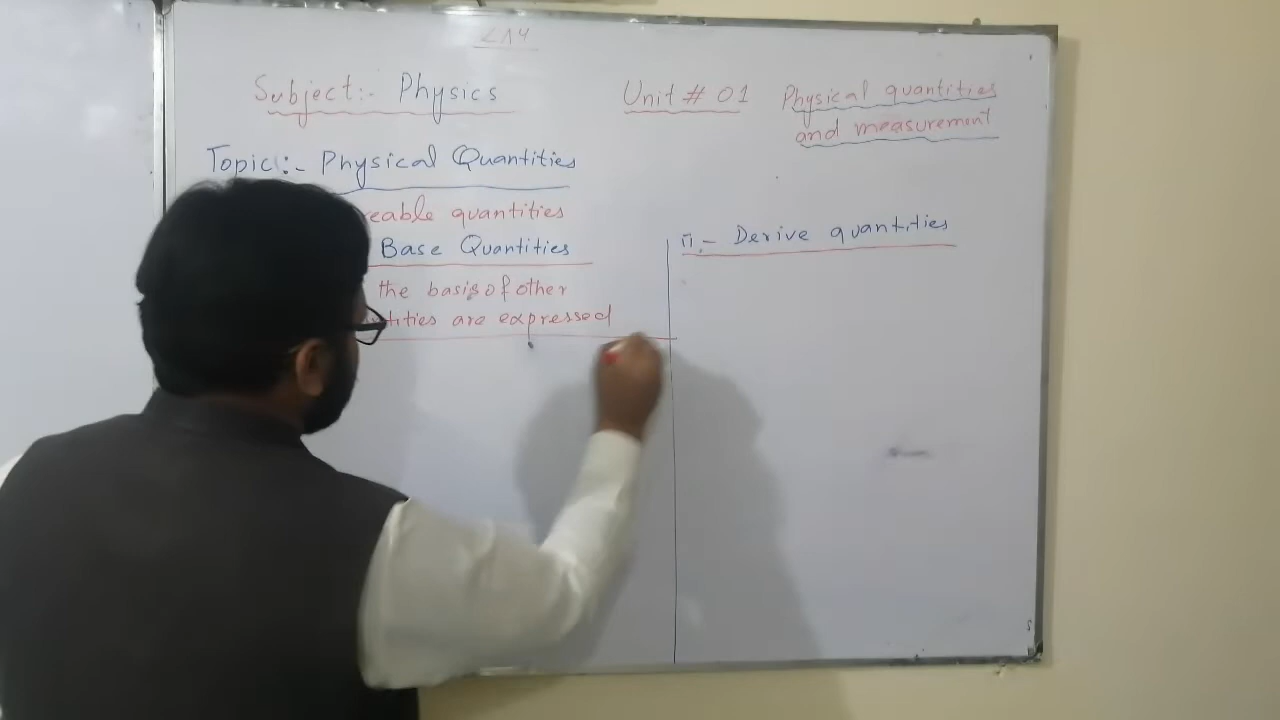 Subject:- Physics
Unit # 01 Physical quantities
and measurement
Topic:- Physical Quantities
reable quantities
Base Quantities
the basis of other
tities are expressed
ii.- Derive quantities